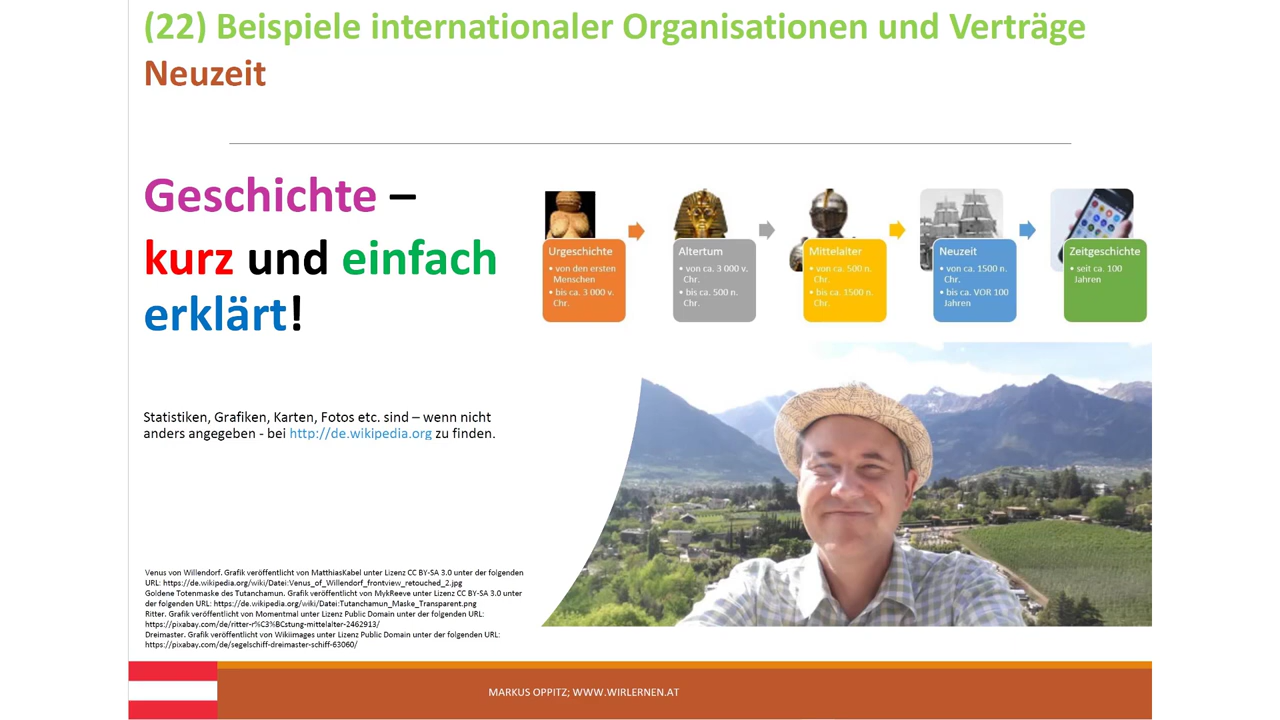 (22) Beispiele internationaler Organisationen und Verträge
Neuzeit
Geschichte –
kurz und einfach
erklärt!
Urgeschichte
• von den ersten
Menschen
• bis ca. 3 000 v.
Chr.
Altertum
• von ca. 3 000 v.
Chr.
• bis ca. 500 n.
Chr.
Mittelalter
• von ca. 500 n.
Chr.
• bis ca. 1500 n.
Chr.
Neuzeit
• von ca. 1500 n.
Chr.
• bis ca. VOR 100
Jahren
Zeitgeschichte
• seit ca. 100
Jahren
Statistiken, Grafiken, Karten, Fotos etc. sind – wenn nicht
anders angegeben - bei http://de.wikipedia.org zu finden.
Venus von Willendorf. Grafik veröffentlicht von MatthiasKabel unter Lizenz CC BY-SA 3.0 unter der folgenden
URL: https://de.wikipedia.org/wiki/Datei:Venus_of_Willendorf_frontview_retouched_2.jpg
Goldene Totenmaske des Tutanchamun. Grafik veröffentlicht von MykReeve unter Lizenz CC BY-SA 3.0 unter
der folgenden URL: https://de.wikipedia.org/wiki/Datei:Tutanchamun_Maske_Transparent.png
Ritter. Grafik veröffentlicht von Momentmal unter Lizenz Public Domain unter der folgenden URL:
https://pixabay.com/de/ritter-r%C3%BCstung-mittelalter-2462913/
Dreimaster. Grafik veröffentlicht von Wikiimages unter Lizenz Public Domain unter der folgenden URL:
https://pixabay.com/de/segelschiff-dreimaster-schiff-63060/
MARKUS OPPITZ; WWW.WIRLERNEN.AT